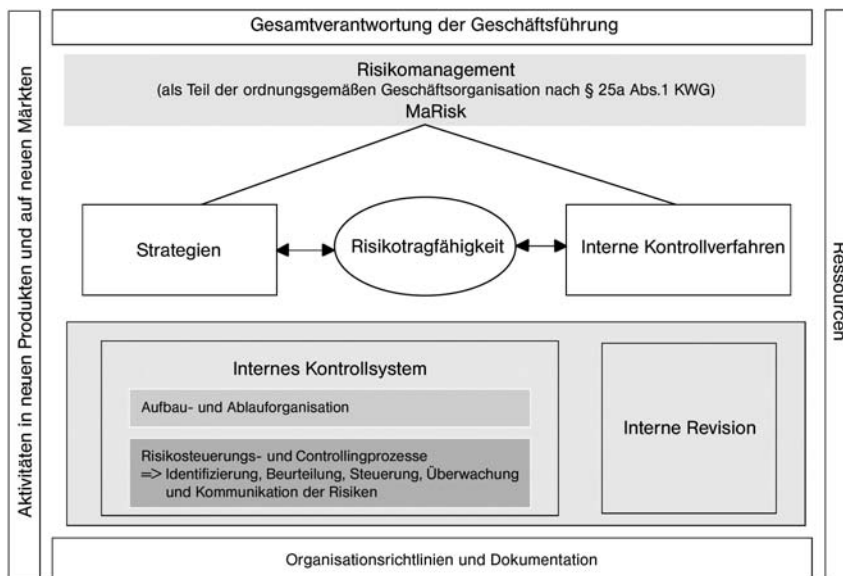 Gesamtverantwortung der Geschäftsführung
Aktivitäten in neuen Produkten und auf neuen Märkten
Risikomanagement
(als Teil der ordnungsgemäßen Geschäftsorganisation nach § 25a Abs.1 KWG)
MaRisk
Strategien
Risikotragfähigkeit
Interne Kontrollverfahren
Ressourcen
Internes Kontrollsystem
Aufbau- und Ablauforganisation
Risikosteuerungs- und Controllingprozesse
=> Identifizierung, Beurteilung, Steuerung, Überwachung
und Kommunikation der Risiken
Interne Revision
Organisationsrichtlinien und Dokumentation